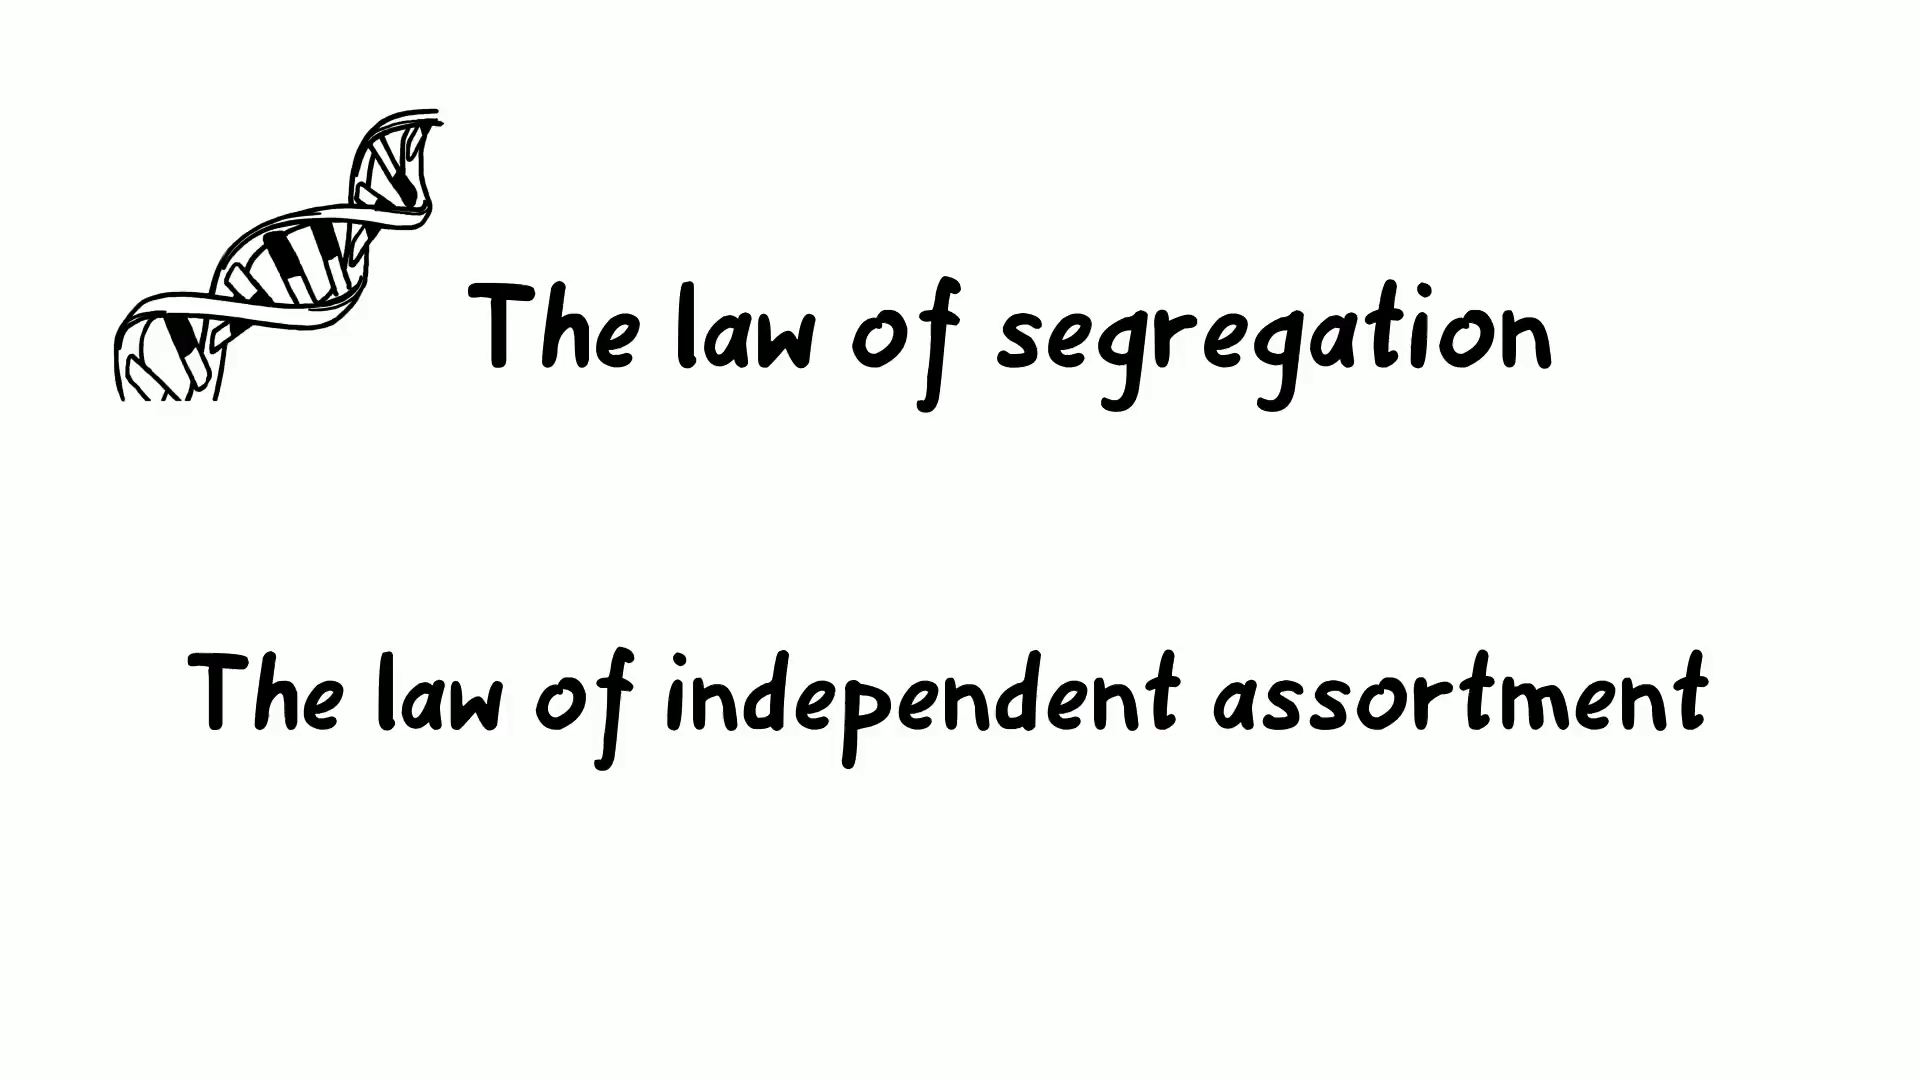 The law of segregation
The law of independent assortment